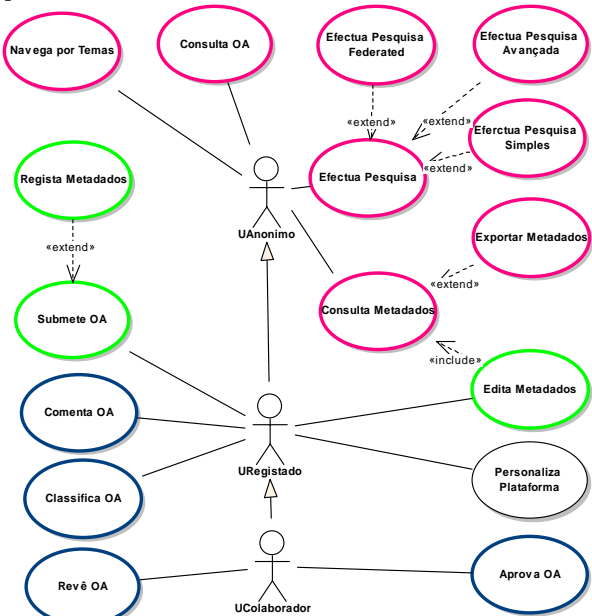 Navega por Temas
Consulta OA
Efectua Pesquisa
Federated
Efectua Pesquisa
Avançada
«extend»
«extend»
Eferctua Pesquisa
Simples
«extend»
Regista Metadados
Efectua Pesquisa
UAnonimo
Exportar Metadados
«extend»
«extend»
Submete OA
Consulta Metadados
«include»
Edita Metadados
Comenta OA
URegistado
Personaliza
Plataforma
Classifica OA
Revê OA
Aprova OA
UColaborador